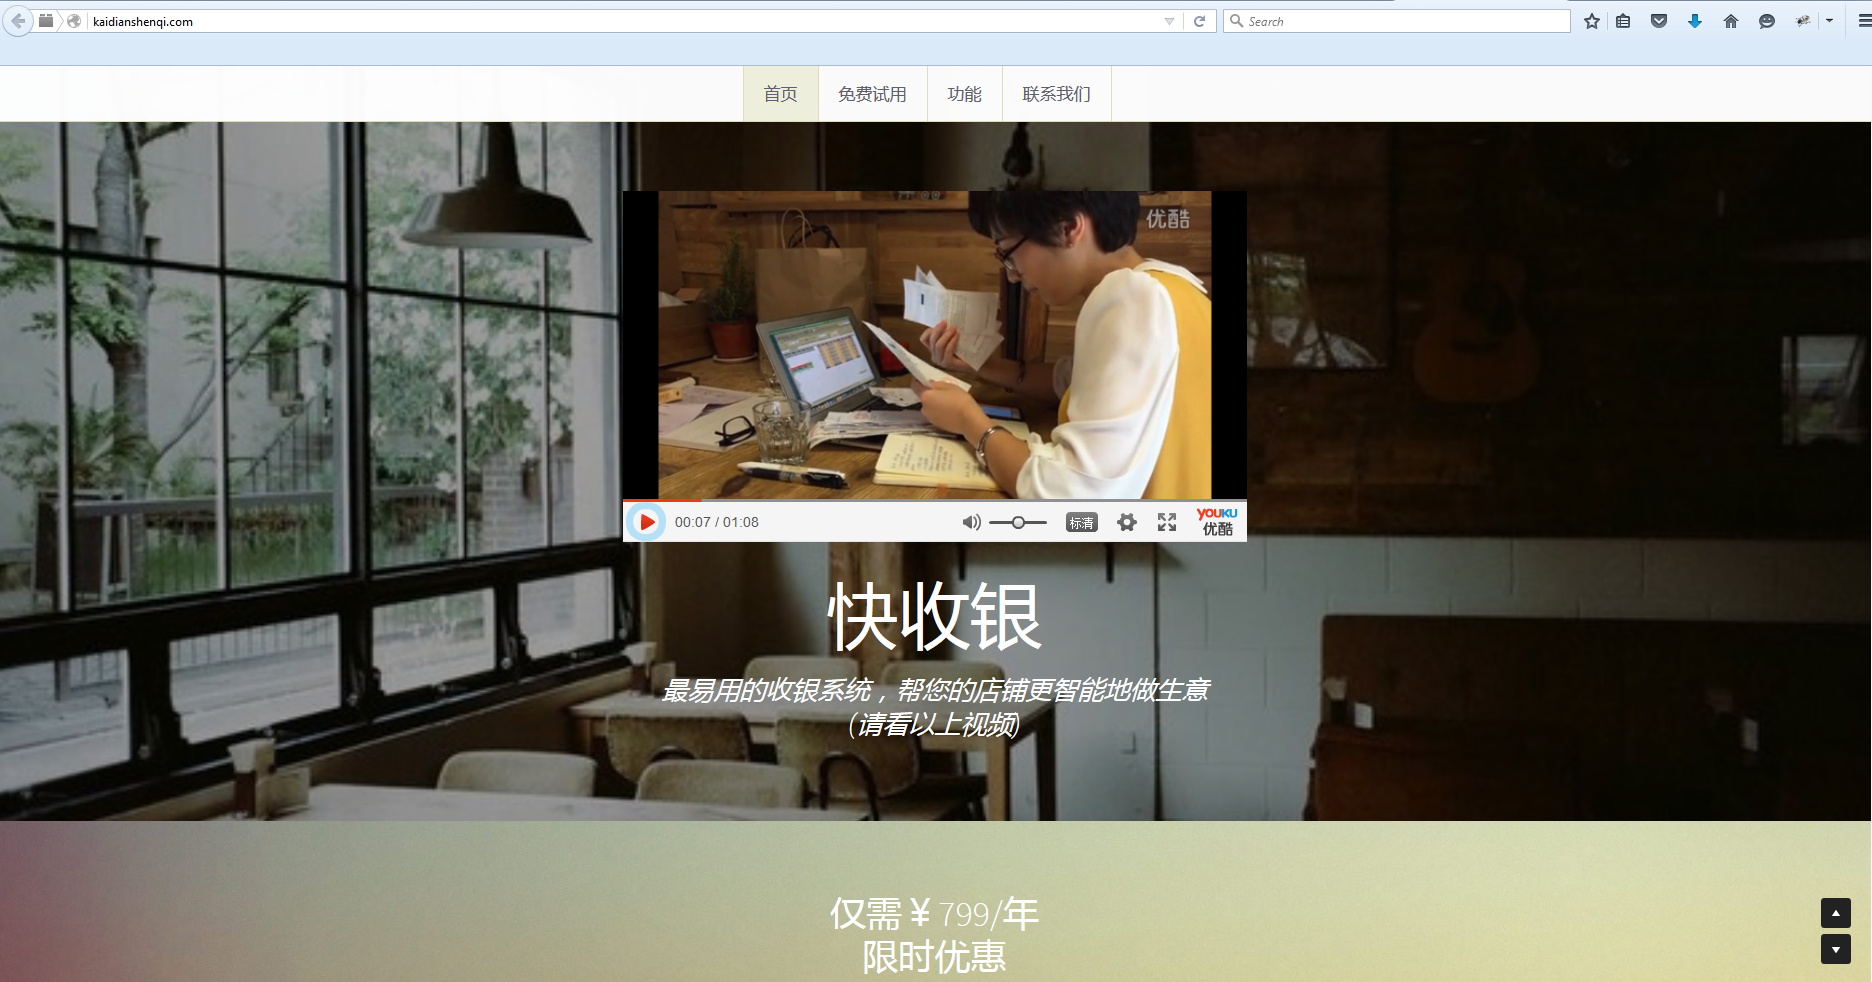 kaidianshenqi.com
Search
首页 免费试用 功能 联系我们
优酷
00:07 / 01:08
标清
YOUKU
优酷
快收银
最易用的收银系统，帮您的店铺更智能地做生意
(请看以上视频)
仅需￥799/年
限时优惠